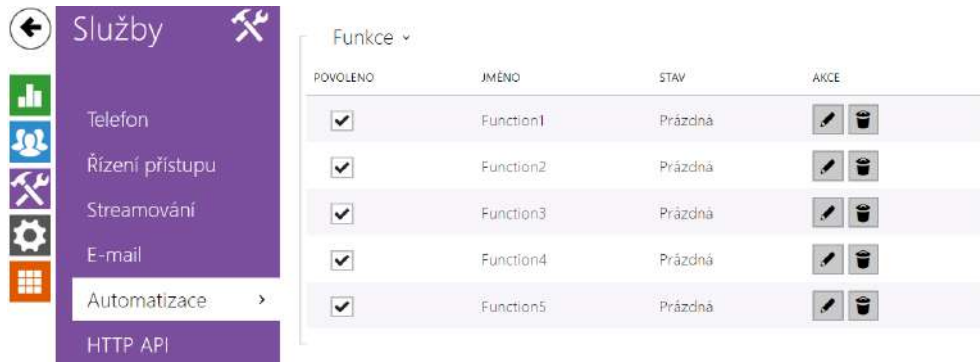 Služby
Telefon
Řízení přístupu
Streamování
E-mail
Automatizace
HTTP API
Funkce
POVOLENO JMÉNO STAV AKCE
Function1 Prázdná
Function2 Prázdná
Function3 Prázdná
Function4 Prázdná
Function5 Prázdná